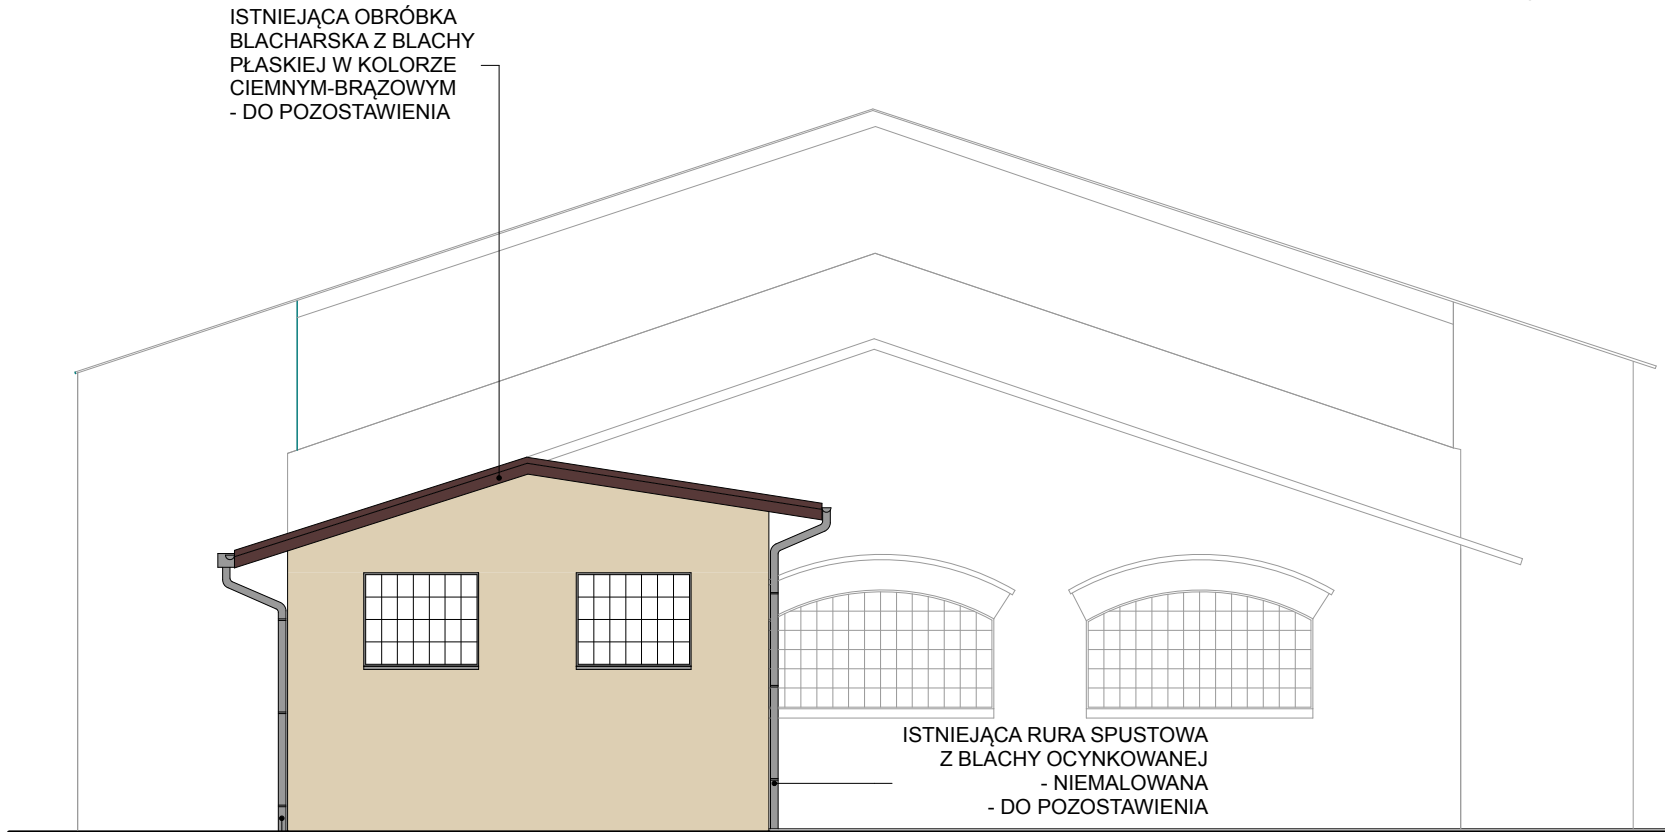 ISTNIEJĄCA OBRÓBKA
BLACHARSKA Z BLACHY
PŁASKIEJ W KOLORZE
CIEMNYM-BRĄZOWYM
- DO POZOSTAWIENIA
ISTNIEJĄCA RURA SPUSTOWA
Z BLACHY OCYNKOWANEJ
- NIEMALOWANA
- DO POZOSTAWIENIA